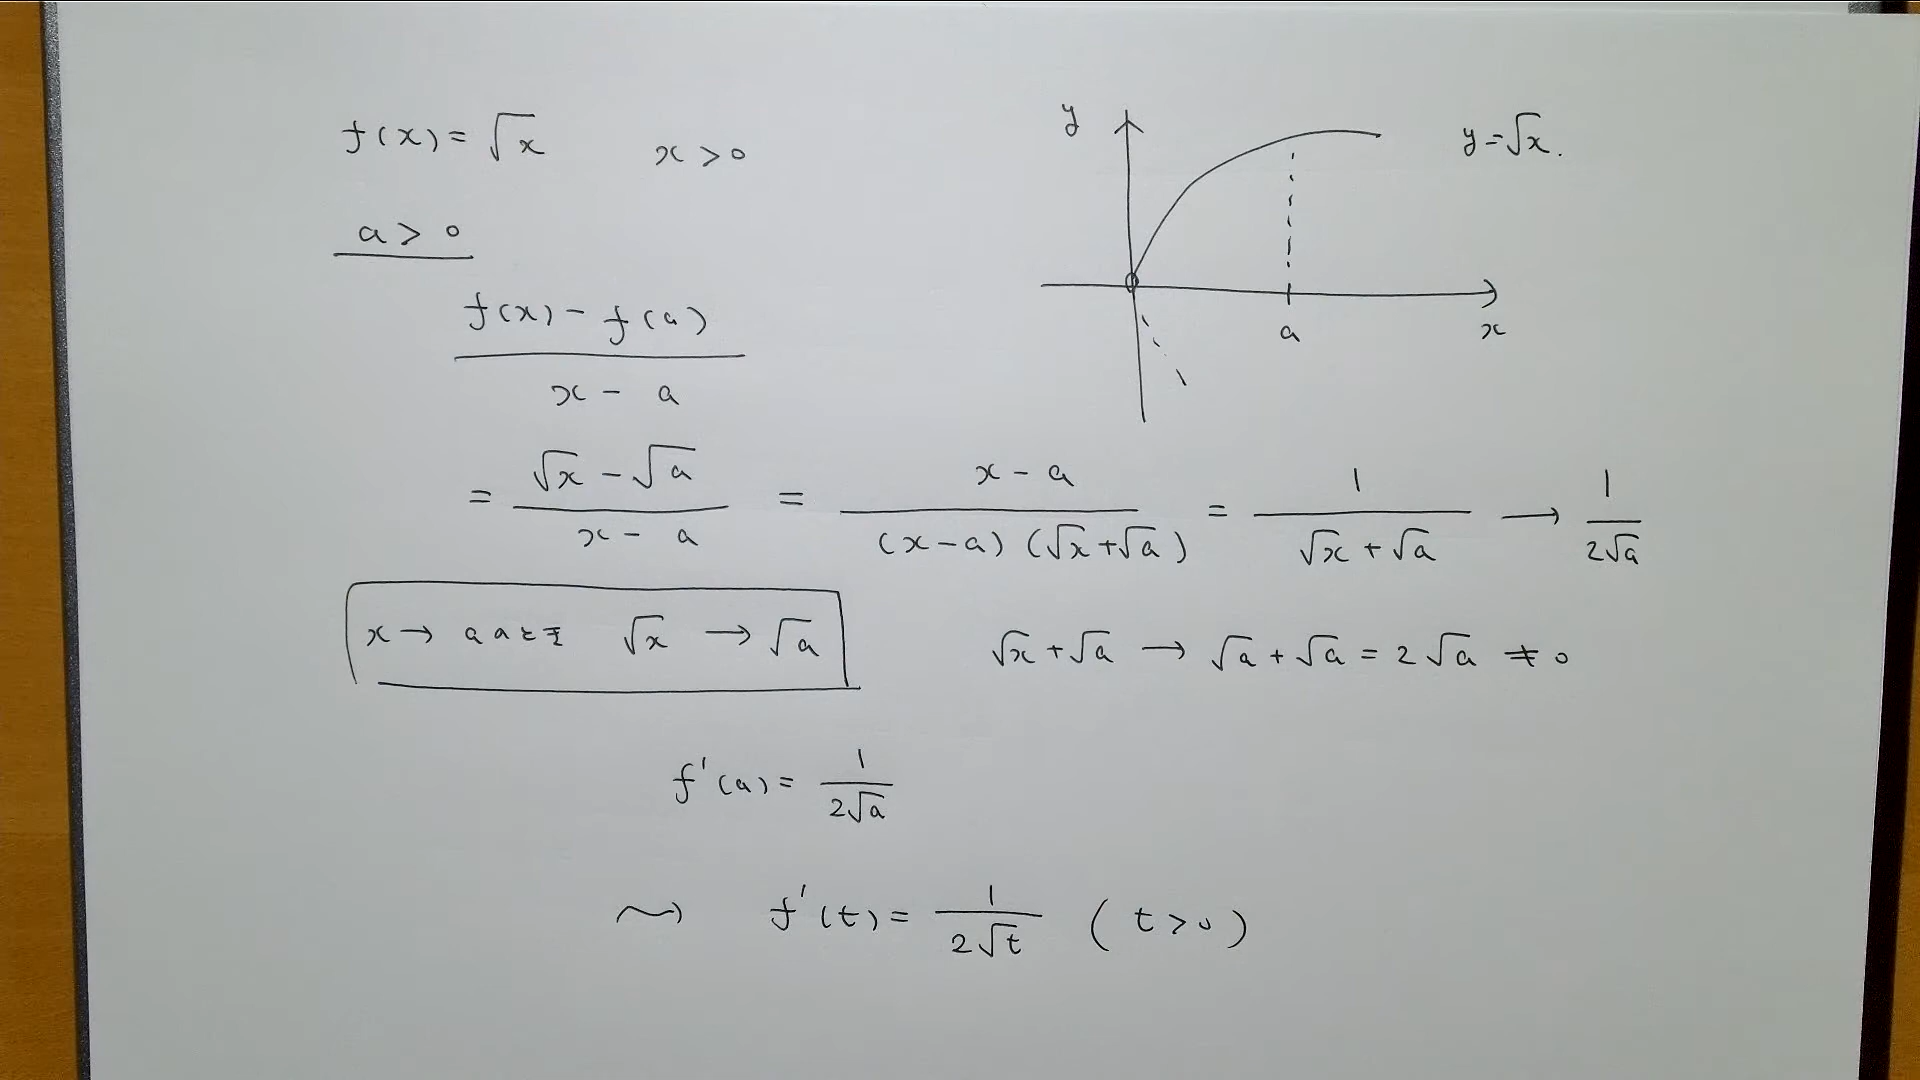 f(x) = √x   x > 0
a > 0
y
y = √x.
a
x
(f(x) - f(a)) / (x - a)
= (√x - √a) / (x - a) = (x - a) / ((x-a)(√x+√a)) = 1 / (√x + √a) → 1 / (2√a)
x → a のとき √x → √a
√x + √a → √a + √a = 2√a ≠ 0
f'(a) = 1 / (2√a)
⤳ f'(t) = 1 / (2√t) (t > 0)